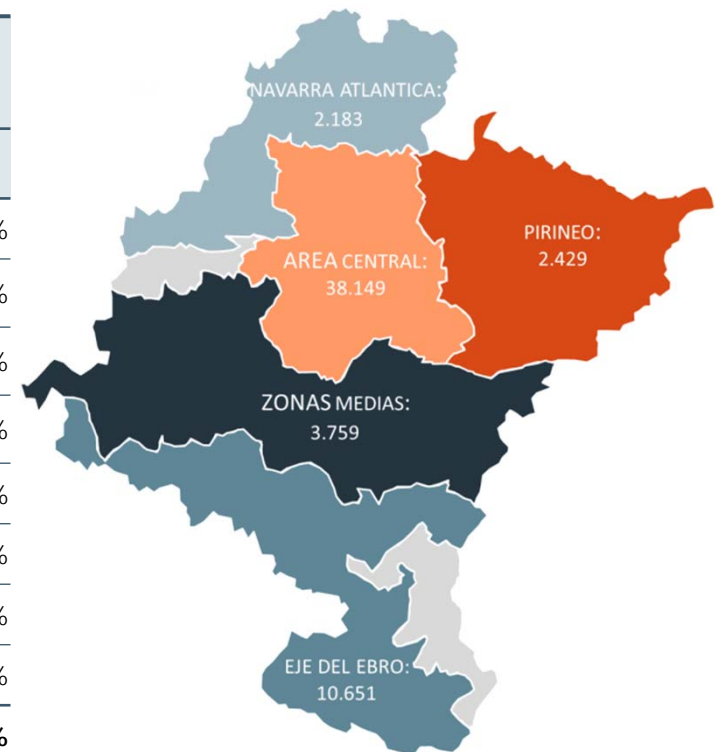 %
%
%
%
%
%
%
%
%
NAVARRA ATLANTICA:
2.183
PIRINEO:
2.429
AREA CENTRAL:
38.149
ZONAS MEDIAS:
3.759
EJE DEL EBRO:
10.651